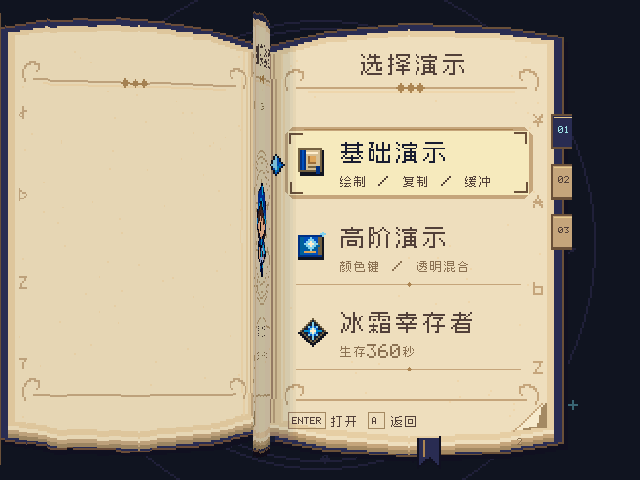 选择演示
基础演示
绘制 / 复制 / 缓冲
高阶演示
颜色键 / 透明混合
冰霜幸存者
生存360秒
ENTER 打开 A 返回
01
02
03